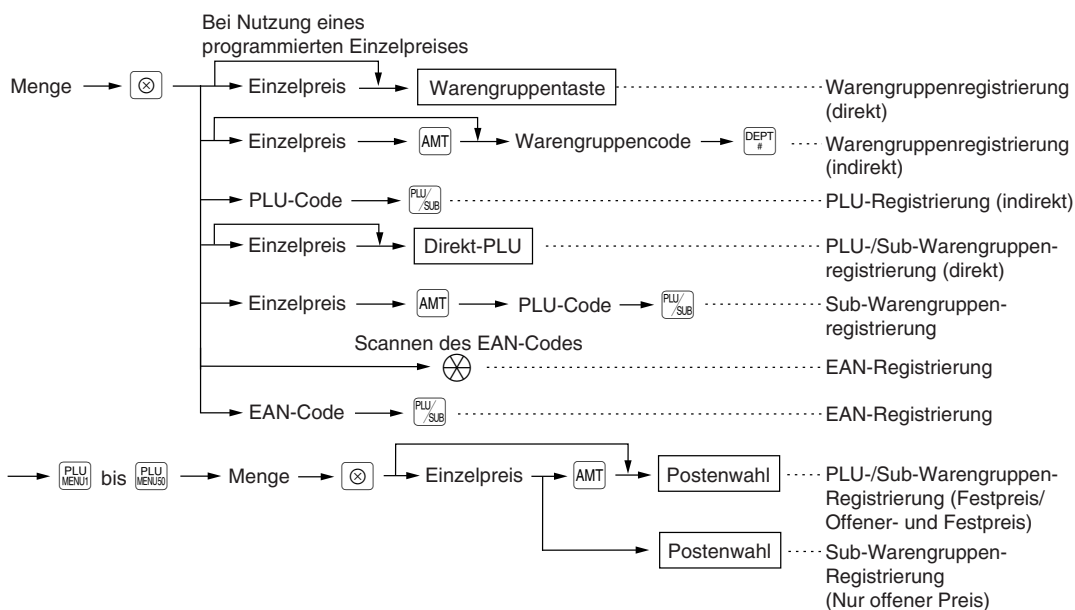 Bei Nutzung eines
programmierten Einzelpreises
Menge ⊗ Einzelpreis Warengruppentaste Warengruppenregistrierung
(direkt)
Einzelpreis AMT Warengruppencode DEPT # Warengruppenregistrierung
(indirekt)
PLU-Code PLU/SUB PLU-Registrierung (indirekt)
Einzelpreis Direkt-PLU PLU-/Sub-Warengruppen-
registrierung (direkt)
Einzelpreis AMT PLU-Code PLU/SUB Sub-Warengruppen-
registrierung
Scannen des EAN-Codes
EAN-Registrierung
EAN-Code PLU/SUB EAN-Registrierung
PLU MENU1 bis PLU MENU50 Menge ⊗ Einzelpreis AMT Postenwahl PLU-/Sub-Warengruppen-
Registrierung (Festpreis/
Offener- und Festpreis)
Postenwahl Sub-Warengruppen-
Registrierung
(Nur offener Preis)